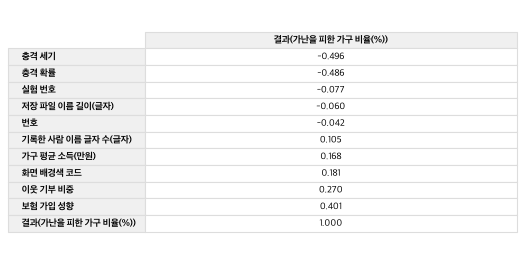 결과(가난을 피한 가구 비율(%))
충격 세기 -0.496
충격 확률 -0.486
실험 번호 -0.077
저장 파일 이름 길이(글자) -0.060
번호 -0.042
기록한 사람 이름 글자 수(글자) 0.105
가구 평균 소득(만원) 0.168
화면 배경색 코드 0.181
이웃 기부 비중 0.270
보험 가입 성향 0.401
결과(가난을 피한 가구 비율(%)) 1.000